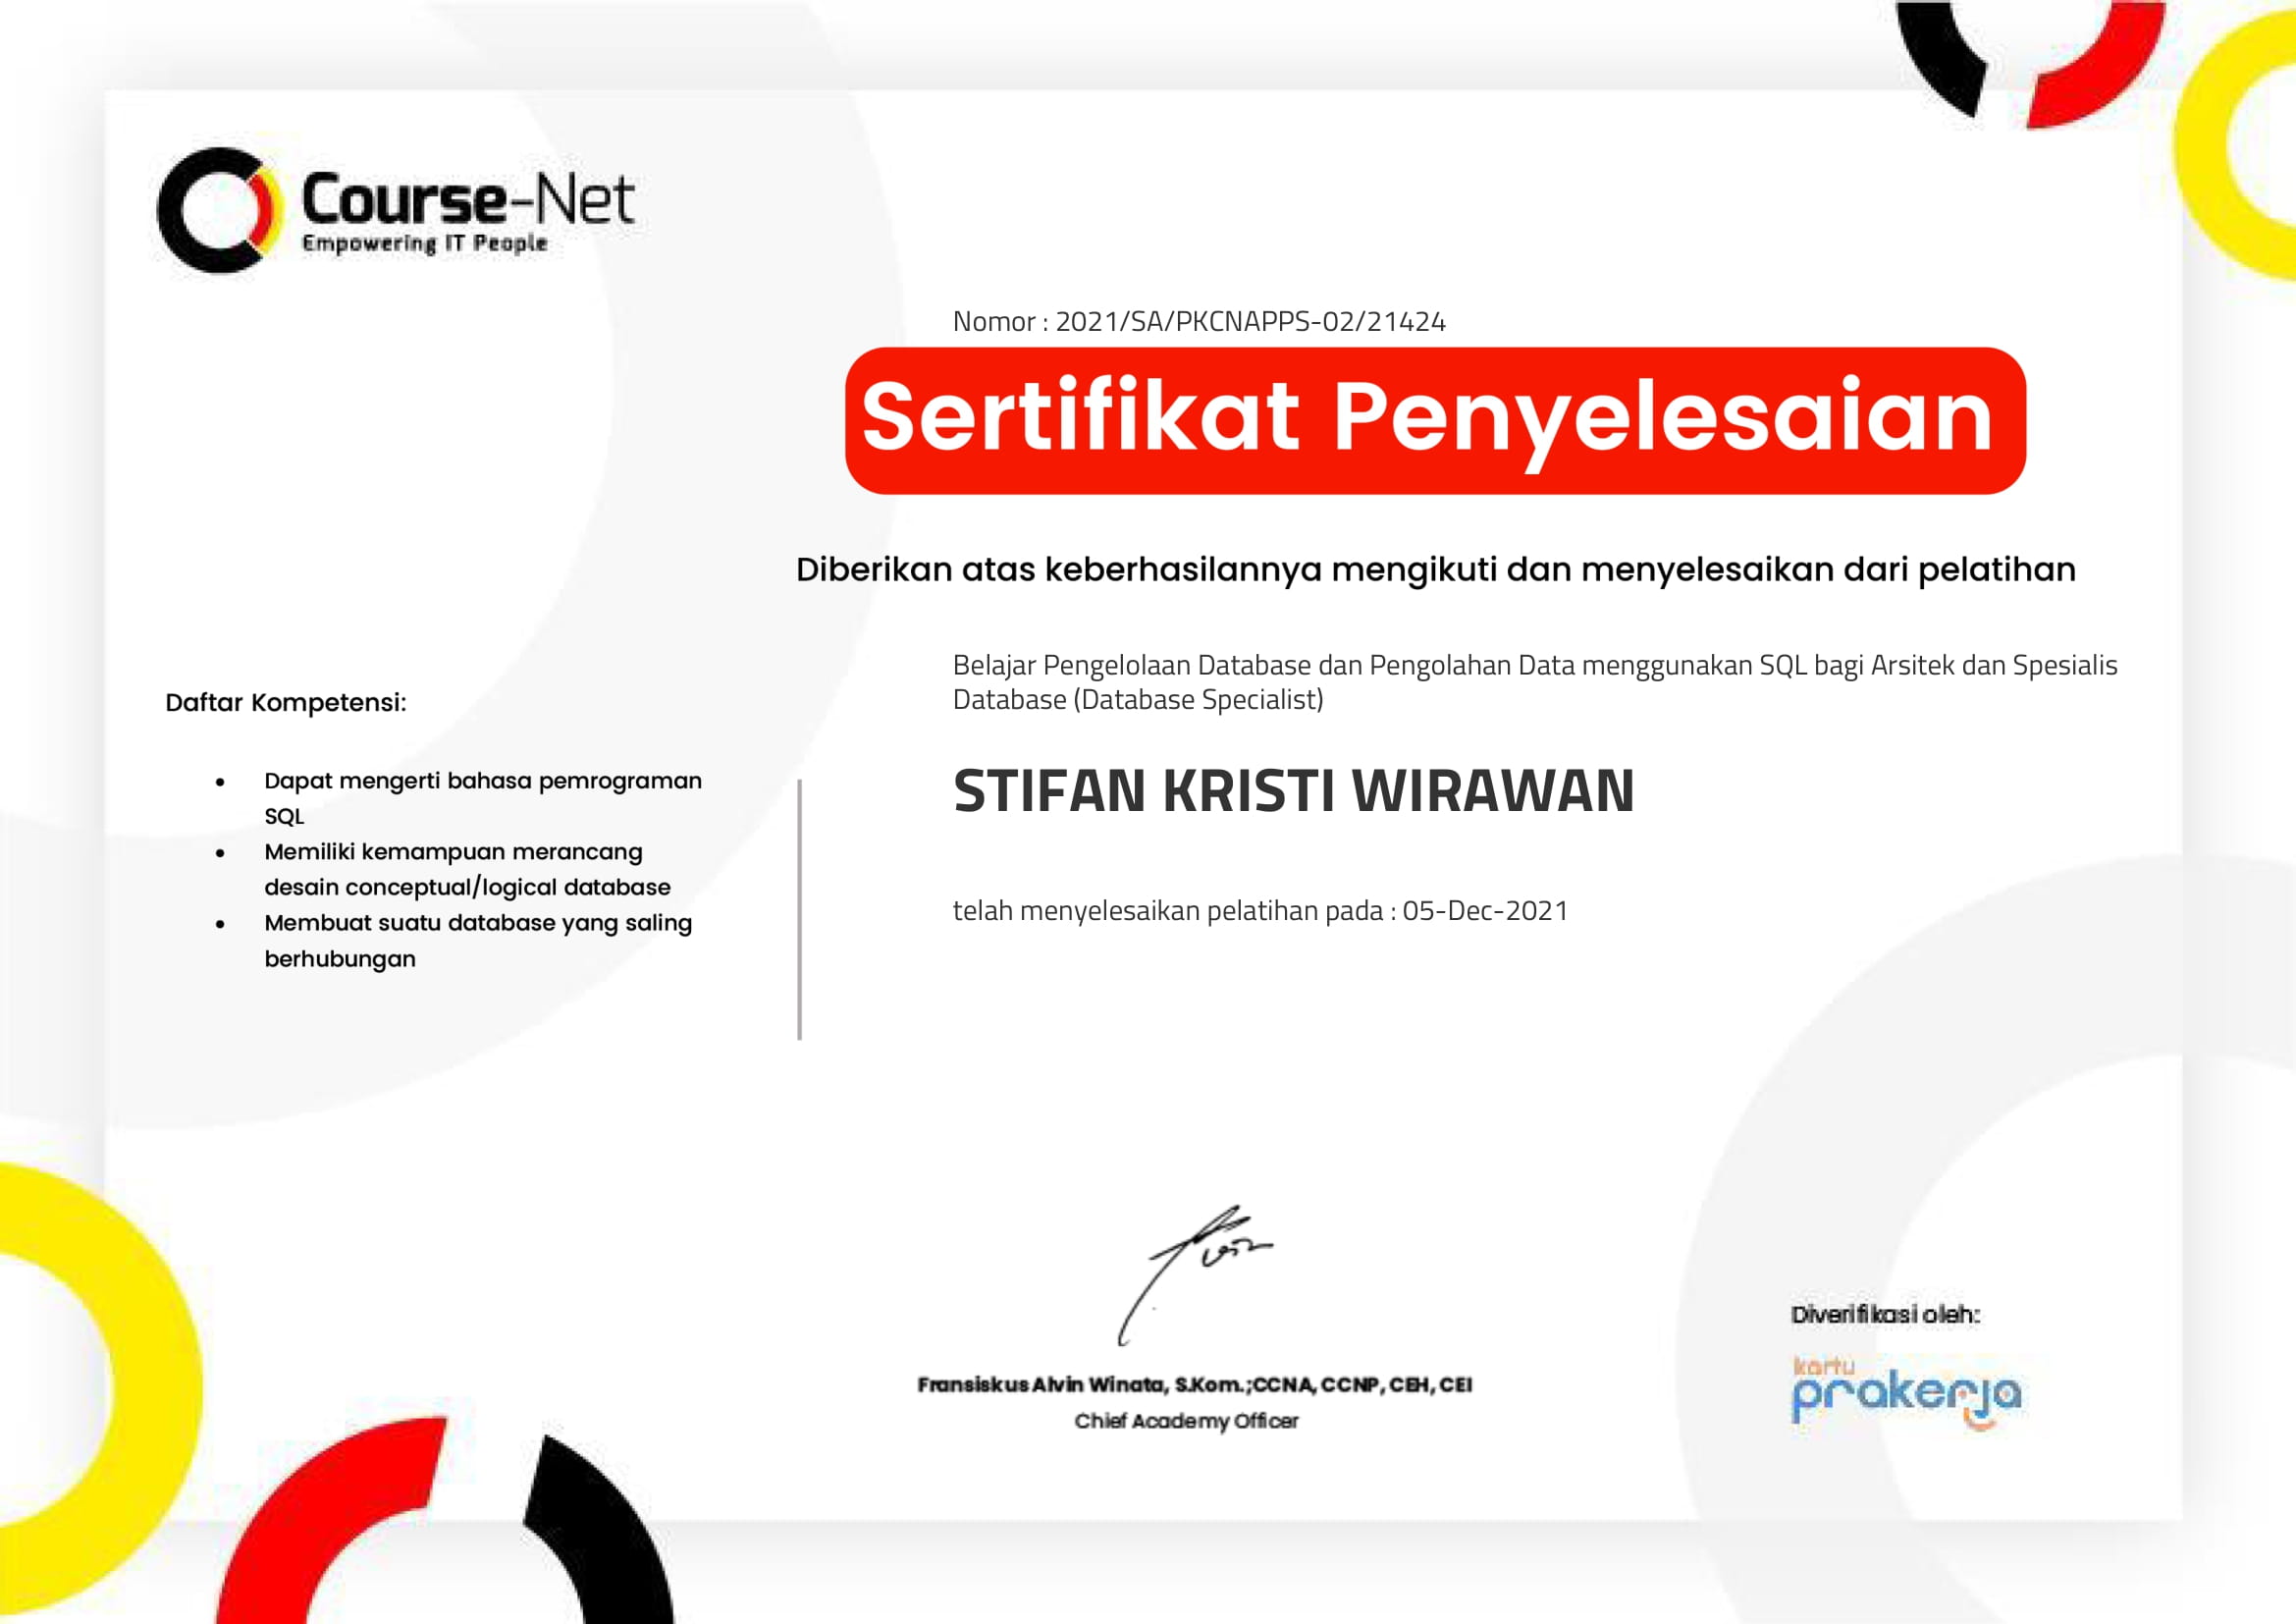 Course-Net
Empowering IT People
Nomor : 2021/SA/PKCNAPPS-02/21424
Sertifikat Penyelesaian
Diberikan atas keberhasilannya mengikuti dan menyelesaikan dari pelatihan
Belajar Pengelolaan Database dan Pengolahan Data menggunakan SQL bagi Arsitek dan Spesialis
Database (Database Specialist)
STIFAN KRISTI WIRAWAN
telah menyelesaikan pelatihan pada : 05-Dec-2021
Daftar Kompetensi:
• Dapat mengerti bahasa pemrograman
SQL
• Memiliki kemampuan merancang
desain conceptual/logical database
• Membuat suatu database yang saling
berhubungan
Fransiskus Alvin Winata, S.Kom.;CCNA, CCNP, CEH, CEI
Chief Academy Officer
Diverifikasi oleh:
kartu
prakerja